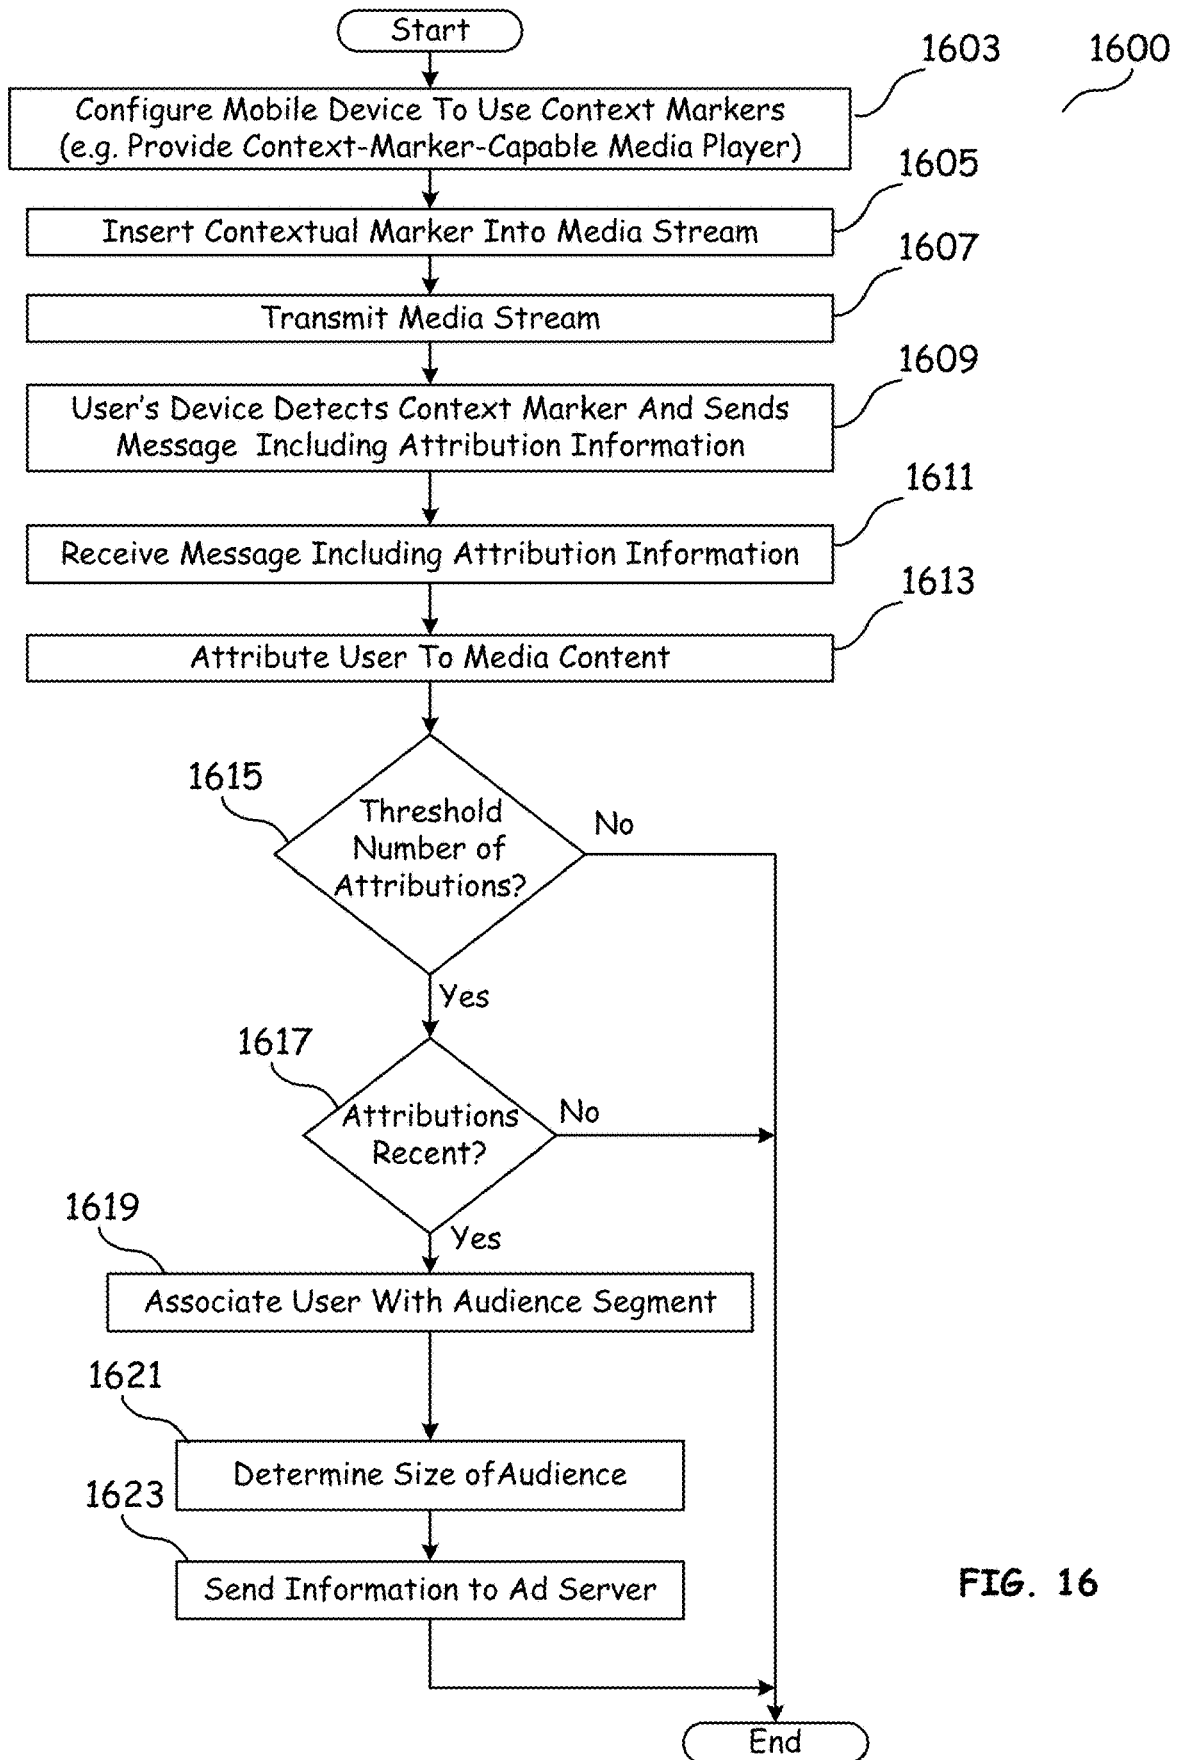 Start
1603
1600
Configure Mobile Device To Use Context Markers
(e.g. Provide Context-Marker-Capable Media Player)
1605
Insert Contextual Marker Into Media Stream
1607
Transmit Media Stream
1609
User's Device Detects Context Marker And Sends
Message Including Attribution Information
1611
Receive Message Including Attribution Information
1613
Attribute User To Media Content
1615
Threshold
Number of
Attributions?
No
Yes
1617
Attributions
Recent?
No
Yes
1619
Associate User With Audience Segment
1621
Determine Size of Audience
1623
Send Information to Ad Server
FIG. 16
End